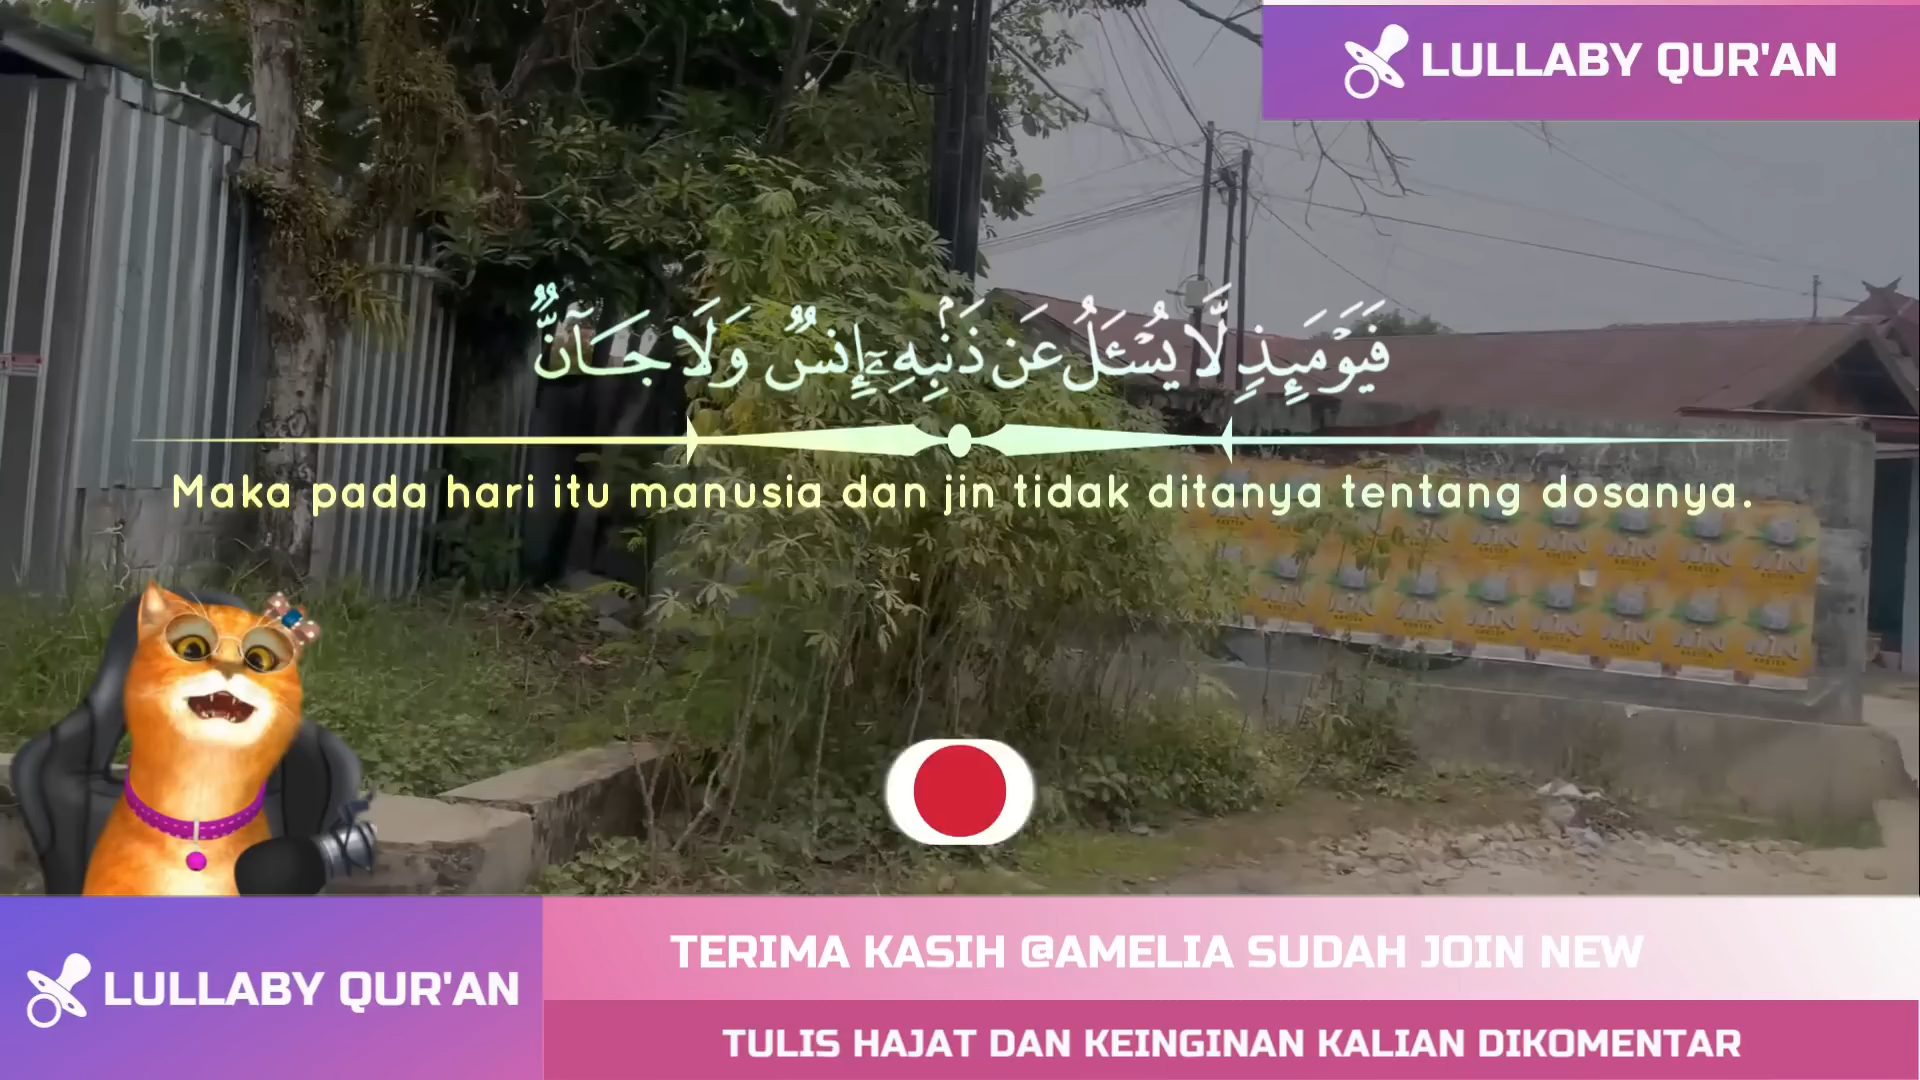 LULLABY QUR'AN
فَيَوْمَئِذٍ لَّا يُسْـَٔلُ عَن ذَنۢبِهِۦٓ إِنسٌ وَلَا جَآنٌّ
Maka pada hari itu manusia dan jin tidak ditanya tentang dosanya.
LULLABY QUR'AN
TERIMA KASIH @AMELIA SUDAH JOIN NEW
TULIS HAJAT DAN KEINGINAN KALIAN DIKOMENTAR